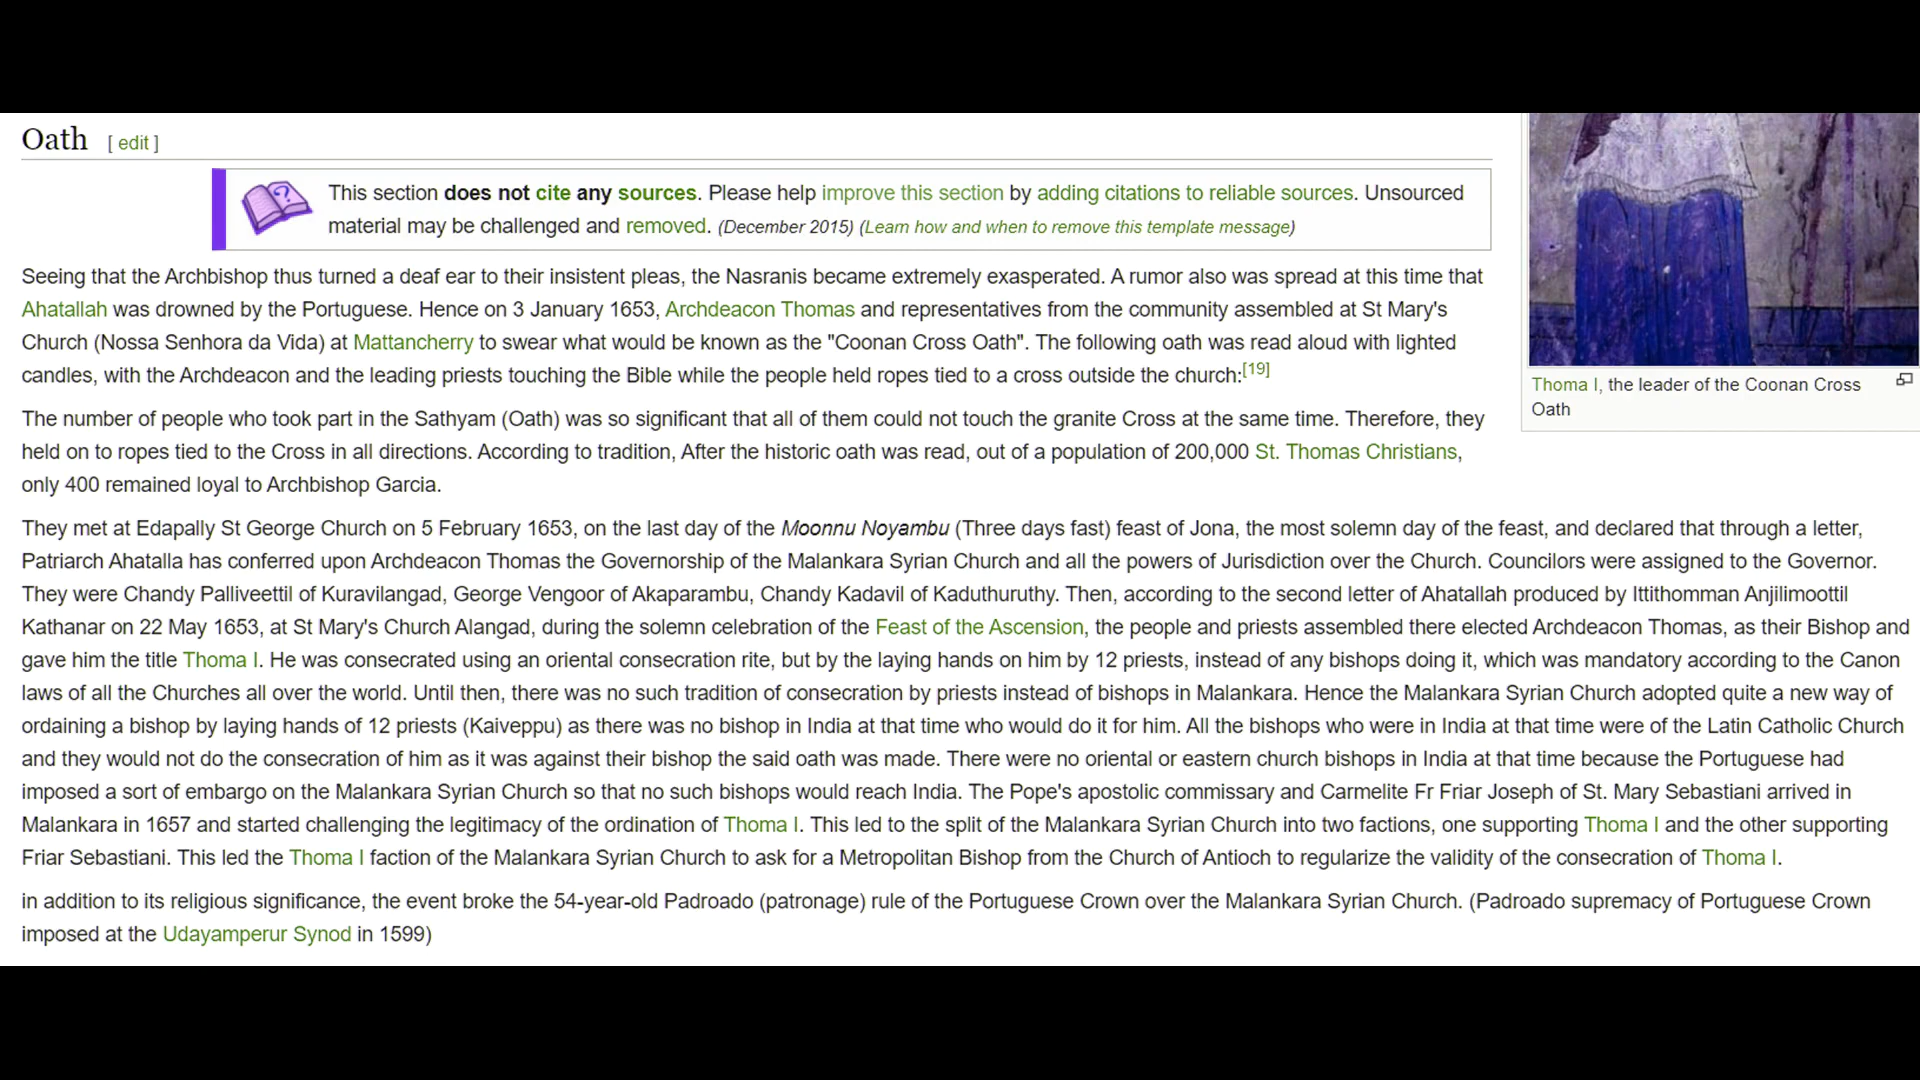 Oath [ edit ]
This section does not cite any sources. Please help improve this section by adding citations to reliable sources. Unsourced
material may be challenged and removed. (December 2015) (Learn how and when to remove this template message)
Seeing that the Archbishop thus turned a deaf ear to their insistent pleas, the Nasranis became extremely exasperated. A rumor also was spread at this time that
Ahatallah was drowned by the Portuguese. Hence on 3 January 1653, Archdeacon Thomas and representatives from the community assembled at St Mary's
Church (Nossa Senhora da Vida) at Mattancherry to swear what would be known as the "Coonan Cross Oath". The following oath was read aloud with lighted
candles, with the Archdeacon and the leading priests touching the Bible while the people held ropes tied to a cross outside the church:[19]
Thoma I, the leader of the Coonan Cross
Oath
The number of people who took part in the Sathyam (Oath) was so significant that all of them could not touch the granite Cross at the same time. Therefore, they
held on to ropes tied to the Cross in all directions. According to tradition, After the historic oath was read, out of a population of 200,000 St. Thomas Christians,
only 400 remained loyal to Archbishop Garcia.
They met at Edapally St George Church on 5 February 1653, on the last day of the Moonnu Noyambu (Three days fast) feast of Jona, the most solemn day of the feast, and declared that through a letter,
Patriarch Ahatalla has conferred upon Archdeacon Thomas the Governorship of the Malankara Syrian Church and all the powers of Jurisdiction over the Church. Councilors were assigned to the Governor.
They were Chandy Palliveettil of Kuravilangad, George Vengoor of Akaparambu, Chandy Kadavil of Kaduthuruthy. Then, according to the second letter of Ahatallah produced by Ittithomman Anjilimoottil
Kathanar on 22 May 1653, at St Mary's Church Alangad, during the solemn celebration of the Feast of the Ascension, the people and priests assembled there elected Archdeacon Thomas, as their Bishop and
gave him the title Thoma I. He was consecrated using an oriental consecration rite, but by the laying hands on him by 12 priests, instead of any bishops doing it, which was mandatory according to the Canon
laws of all the Churches all over the world. Until then, there was no such tradition of consecration by priests instead of bishops in Malankara. Hence the Malankara Syrian Church adopted quite a new way of
ordaining a bishop by laying hands of 12 priests (Kaiveppu) as there was no bishop in India at that time who would do it for him. All the bishops who were in India at that time were of the Latin Catholic Church
and they would not do the consecration of him as it was against their bishop the said oath was made. There were no oriental or eastern church bishops in India at that time because the Portuguese had
imposed a sort of embargo on the Malankara Syrian Church so that no such bishops would reach India. The Pope's apostolic commissary and Carmelite Fr Friar Joseph of St. Mary Sebastiani arrived in
Malankara in 1657 and started challenging the legitimacy of the ordination of Thoma I. This led to the split of the Malankara Syrian Church into two factions, one supporting Thoma I and the other supporting
Friar Sebastiani. This led the Thoma I faction of the Malankara Syrian Church to ask for a Metropolitan Bishop from the Church of Antioch to regularize the validity of the consecration of Thoma I.
in addition to its religious significance, the event broke the 54-year-old Padroado (patronage) rule of the Portuguese Crown over the Malankara Syrian Church. (Padroado supremacy of Portuguese Crown
imposed at the Udayamperur Synod in 1599)